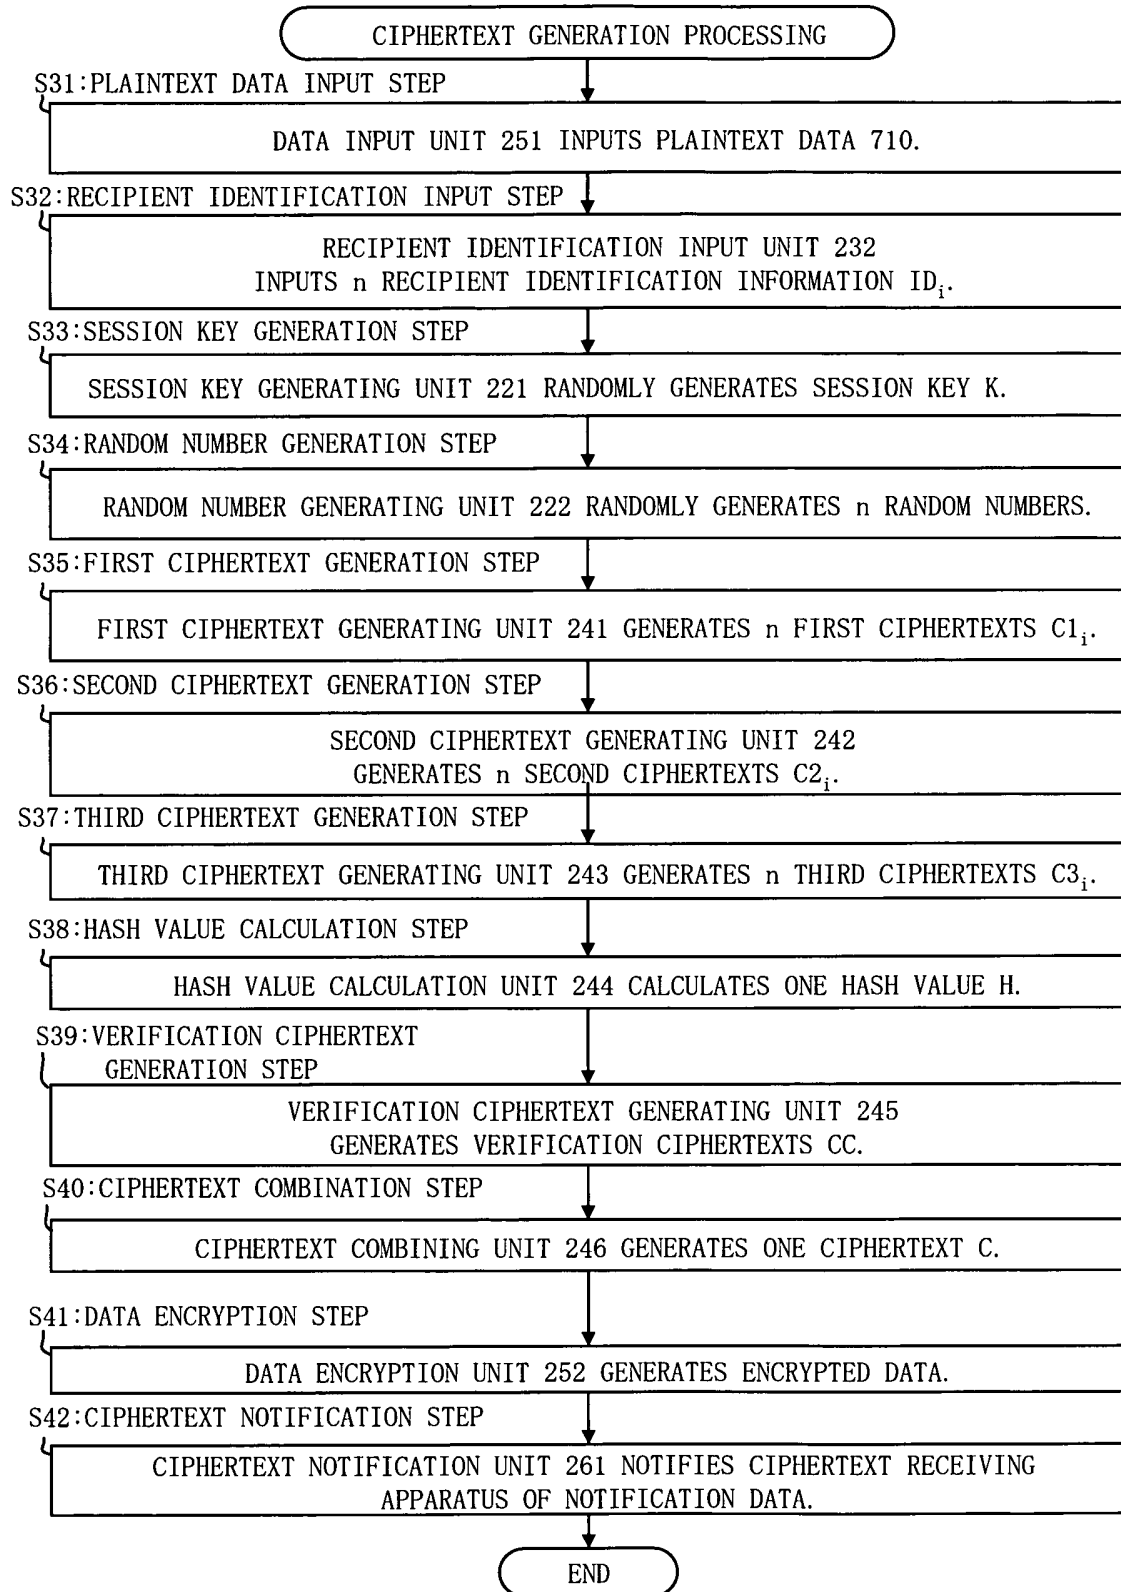 CIPHERTEXT GENERATION PROCESSING
S31:PLAINTEXT DATA INPUT STEP
DATA INPUT UNIT 251 INPUTS PLAINTEXT DATA 710.
S32:RECIPIENT IDENTIFICATION INPUT STEP
RECIPIENT IDENTIFICATION INPUT UNIT 232
INPUTS n RECIPIENT IDENTIFICATION INFORMATION IDi.
S33:SESSION KEY GENERATION STEP
SESSION KEY GENERATING UNIT 221 RANDOMLY GENERATES SESSION KEY K.
S34:RANDOM NUMBER GENERATION STEP
RANDOM NUMBER GENERATING UNIT 222 RANDOMLY GENERATES n RANDOM NUMBERS.
S35:FIRST CIPHERTEXT GENERATION STEP
FIRST CIPHERTEXT GENERATING UNIT 241 GENERATES n FIRST CIPHERTEXTS C1i.
S36:SECOND CIPHERTEXT GENERATION STEP
SECOND CIPHERTEXT GENERATING UNIT 242
GENERATES n SECOND CIPHERTEXTS C2i.
S37:THIRD CIPHERTEXT GENERATION STEP
THIRD CIPHERTEXT GENERATING UNIT 243 GENERATES n THIRD CIPHERTEXTS C3i.
S38:HASH VALUE CALCULATION STEP
HASH VALUE CALCULATION UNIT 244 CALCULATES ONE HASH VALUE H.
S39:VERIFICATION CIPHERTEXT
GENERATION STEP
VERIFICATION CIPHERTEXT GENERATING UNIT 245
GENERATES VERIFICATION CIPHERTEXTS CC.
S40:CIPHERTEXT COMBINATION STEP
CIPHERTEXT COMBINING UNIT 246 GENERATES ONE CIPHERTEXT C.
S41:DATA ENCRYPTION STEP
DATA ENCRYPTION UNIT 252 GENERATES ENCRYPTED DATA.
S42:CIPHERTEXT NOTIFICATION STEP
CIPHERTEXT NOTIFICATION UNIT 261 NOTIFIES CIPHERTEXT RECEIVING
APPARATUS OF NOTIFICATION DATA.
END